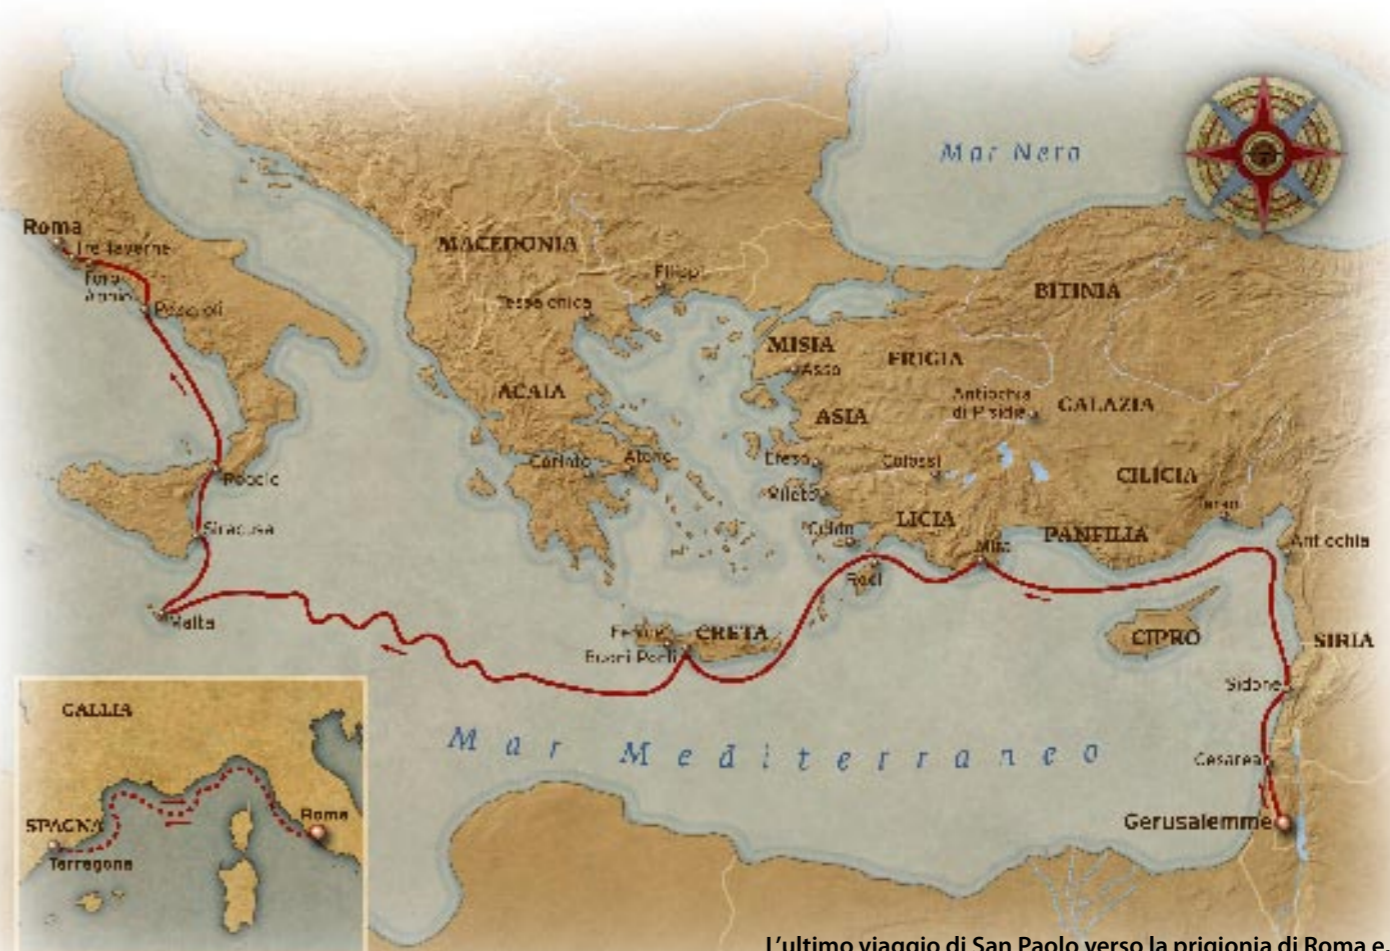 Mar Nero
Roma
Tre Taverne
Foro
Appio
Pozzuoli
MACEDONIA
Filippi
Tessalonica
BITINIA
MISIA
Asso
FRIGIA
ACAIA
Antiochia
di Pisidia
GALAZIA
ASIA
Corinto
Atene
Efeso
Colossi
CILICIA
Reggio
Mileto
Siracusa
Cnido
LICIA
PANFILIA
Mira
Antiochia
Rodi
Malta
Fenice
CRETA
CIPRO
SIRIA
Buoni Porti
Sidone
GALLIA
Mar Mediterraneo
Cesarea
SPAGNA
Roma
Gerusalemme
Tarragona
L'ultimo viaggio di San Paolo verso la prigionia di Roma e